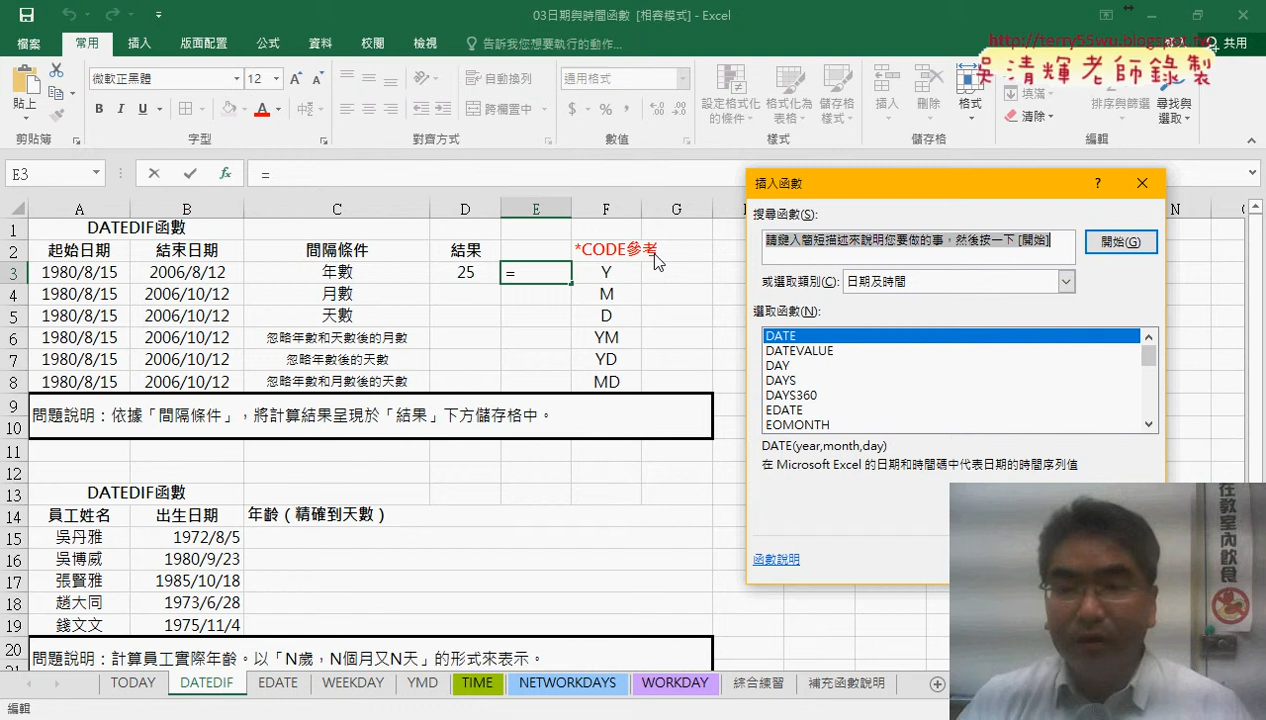 03日期與時間函數 [相容模式] - Excel
http://terry55wu.blogspot.tw
吳清輝老師錄製
檔案 常用 插入 版面配置 公式 資料 校閱 檢視 告訴我您想要執行的動作... 共用
貼上 微軟正黑體 12 自動換列 通用格式 設定格式化的條件 格式化為表格 儲存格樣式 插入 刪除 格式 填滿 清除 排序與篩選 尋找與選取
B I U 跨欄置中 $ %
剪貼簿 字型 對齊方式 數值 樣式 儲存格 編輯
E3 fx =
A B C D E F G N
1 DATEDIF函數
2 起始日期 結束日期 間隔條件 結果 *CODE參考
3 1980/8/15 2006/8/12 年數 25 = Y
4 1980/8/15 2006/10/12 月數 M
5 1980/8/15 2006/10/12 天數 D
6 1980/8/15 2006/10/12 忽略年數和天數後的月數 YM
7 1980/8/15 2006/10/12 忽略年數後的天數 YD
8 1980/8/15 2006/10/12 忽略年數和月數後的天數 MD
9
問題說明：依據「間隔條件」，將計算結果呈現於「結果」下方儲存格中。
10
11
12
13 DATEDIF函數
14 員工姓名 出生日期 年齡（精確到天數）
15 吳丹雅 1972/8/5
16 吳博威 1980/9/23
17 張賢雅 1985/10/18
18 趙大同 1973/6/28
19 錢文文 1975/11/4
20
問題說明：計算員工實際年齡。以「N歲，N個月又N天」的形式來表示。
21
插入函數 ?
搜尋函數(S):
請鍵入簡短描述來說明您要做的事，然後按一下 [開始] 開始(G)
或選取類別(C): 日期及時間
選取函數(N):
DATE
DATEVALUE
DAY
DAYS
DAYS360
EDATE
EOMONTH
DATE(year,month,day)
在 Microsoft Excel 的日期和時間碼中代表日期的時間序列值
函數說明
在教室內飲食
TODAY DATEDIF EDATE WEEKDAY YMD TIME NETWORKDAYS WORKDAY 綜合練習 補充函數說明
編輯